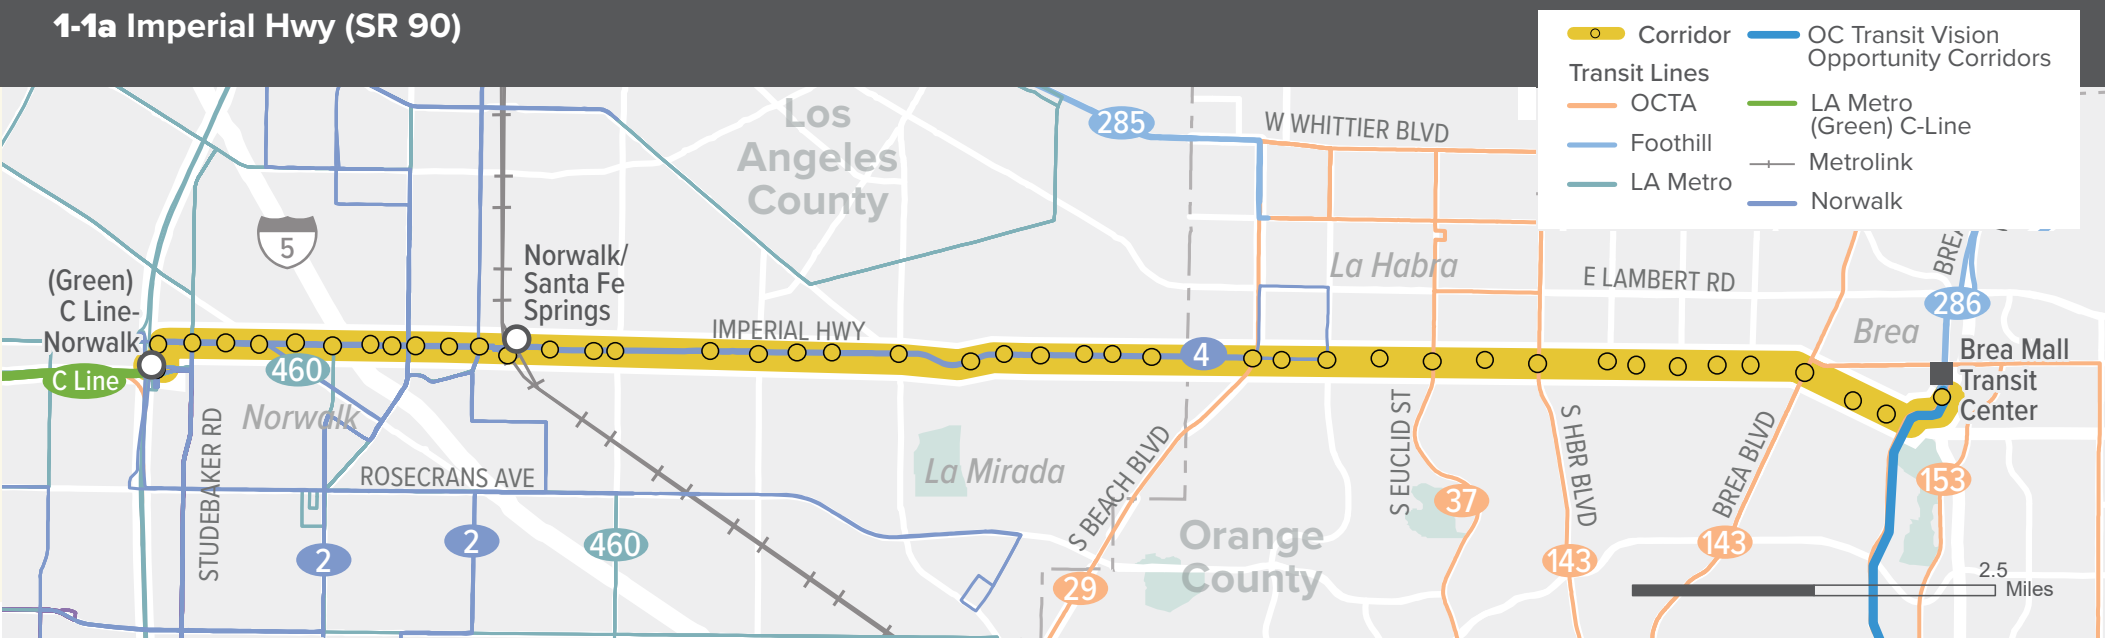 1-1a Imperial Hwy (SR 90)
Corridor
OC Transit Vision
Opportunity Corridors
Transit Lines
OCTA
Foothill
LA Metro
LA Metro
(Green) C-Line
Metrolink
Norwalk
Los
Angeles
County
285
W WHITTIER BLVD
5
(Green)
C Line-
Norwalk
Norwalk/
Santa Fe
Springs
IMPERIAL HWY
La Habra
E LAMBERT RD
BREA
286
Brea
Brea Mall
Transit
Center
C Line
460
4
Norwalk
STUDEBAKER RD
ROSECRANS AVE
La Mirada
S BEACH BLVD
S EUCLID ST
S HBR BLVD
BREA BLVD
37
153
2
2
460
Orange
County
29
143
143
2.5
Miles